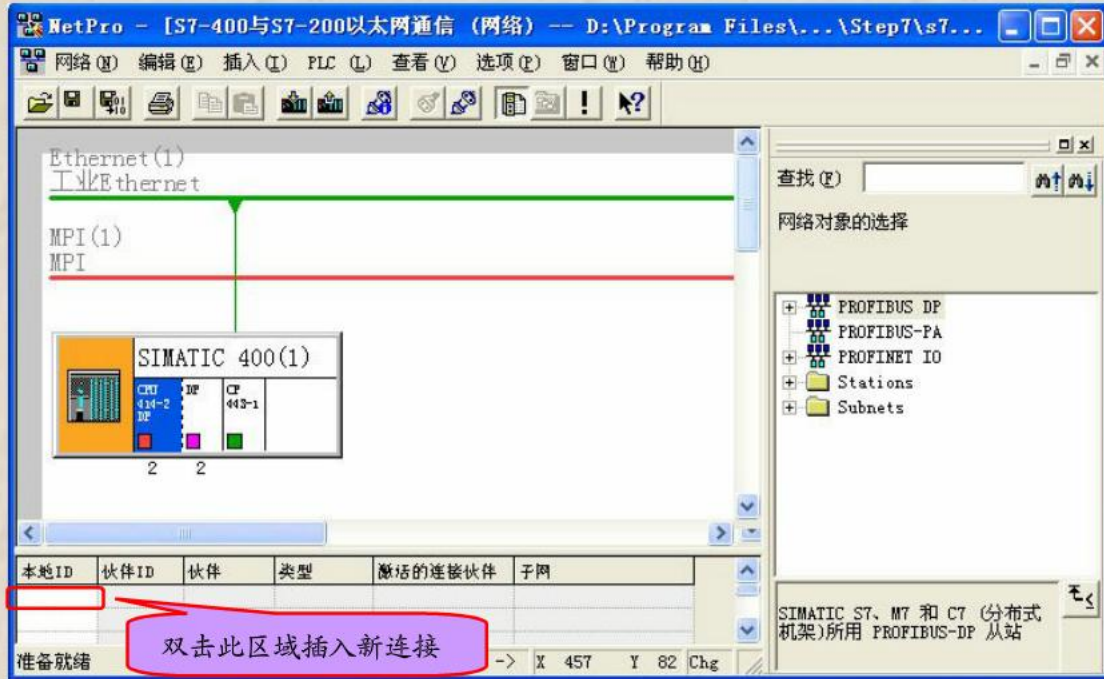 NetPro - [S7-400与S7-200以太网通信 (网络) -- D:\Program Files\...\Step7\s7...
网络(N) 编辑(E) 插入(I) PLC (L) 查看(V) 选项(P) 窗口(W) 帮助(H)
Ethernet(1)
工业Ethernet
MPI(1)
MPI
SIMATIC 400(1)
CPU
414-2
DP
DP
CP
443-1
2 2
查找(F)
网络对象的选择
PROFIBUS DP
PROFIBUS-PA
PROFINET IO
Stations
Subnets
本地ID 伙伴ID 伙伴 类型 激活的连接伙伴 子网
双击此区域插入新连接
SIMATIC S7、M7 和 C7 (分布式
机架)所用 PROFIBUS-DP 从站
准备就绪 -> X 457 Y 82 Chg